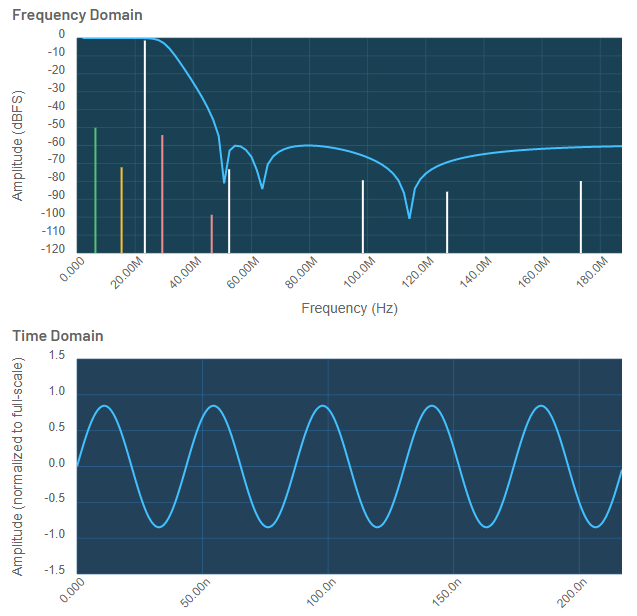 Frequency Domain
Amplitude (dBFS)
0
-10
-20
-30
-40
-50
-60
-70
-80
-90
-100
-110
-120
0.000
20.00M
40.00M
60.00M
80.00M
100.0M
120.0M
140.0M
160.0M
180.0M
Frequency (Hz)
Time Domain
Amplitude (normalized to full-scale)
1.5
1.0
0.5
0.0
-0.5
-1.0
-1.5
0.000
50.00n
100.0n
150.0n
200.0n